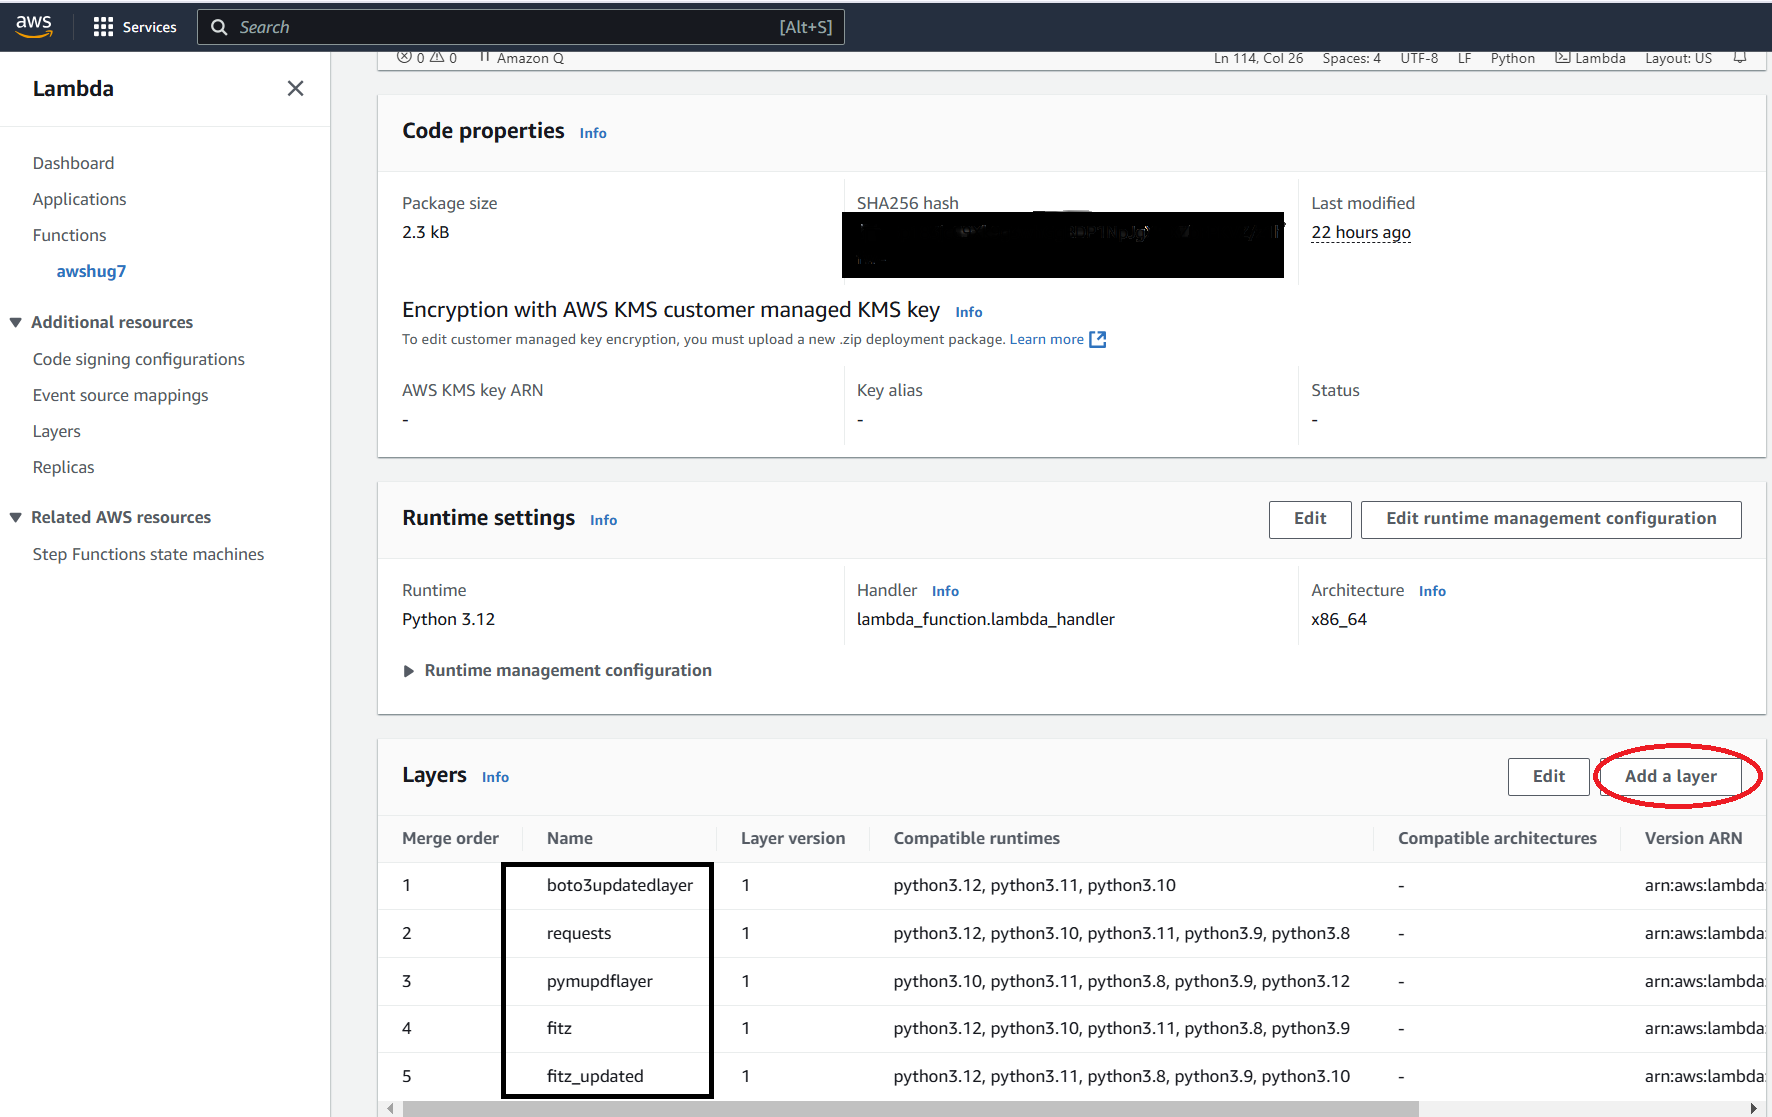 aws Services Search [Alt+S]
0 0 Amazon Q Ln 114, Col 26 Spaces: 4 UTF-8 LF Python Lambda Layout: US
Lambda
Dashboard
Applications
Functions
awshug7
Additional resources
Code signing configurations
Event source mappings
Layers
Replicas
Related AWS resources
Step Functions state machines
Code properties Info
Package size SHA256 hash Last modified
2.3 kB 22 hours ago
Encryption with AWS KMS customer managed KMS key Info
To edit customer managed key encryption, you must upload a new .zip deployment package. Learn more
AWS KMS key ARN Key alias Status
- - -
Runtime settings Info Edit Edit runtime management configuration
Runtime Handler Info Architecture Info
Python 3.12 lambda_function.lambda_handler x86_64
Runtime management configuration
Layers Info Edit Add a layer
Merge order Name Layer version Compatible runtimes Compatible architectures Version ARN
1 boto3updatedlayer 1 python3.12, python3.11, python3.10 - arn:aws:lambda:
2 requests 1 python3.12, python3.10, python3.11, python3.9, python3.8 - arn:aws:lambda:
3 pymupdflayer 1 python3.10, python3.11, python3.8, python3.9, python3.12 - arn:aws:lambda:
4 fitz 1 python3.12, python3.10, python3.11, python3.8, python3.9 - arn:aws:lambda:
5 fitz_updated 1 python3.12, python3.11, python3.8, python3.9, python3.10 - arn:aws:lambda: